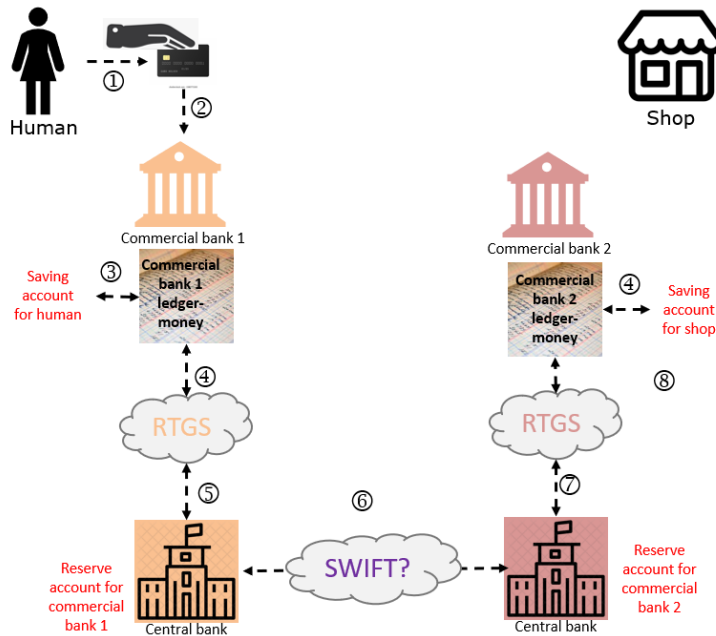 Human
①
②
Shop
Commercial bank 1
Commercial bank 2
Saving
account
for human
③
Commercial
bank 1
ledger-
money
Commercial
bank 2
ledger-
money
④
Saving
account
for shop
④
⑧
RTGS
RTGS
⑤
⑥
⑦
Reserve
account for
commercial
bank 1
Central bank
SWIFT?
Central bank
Reserve
account for
commercial
bank 2